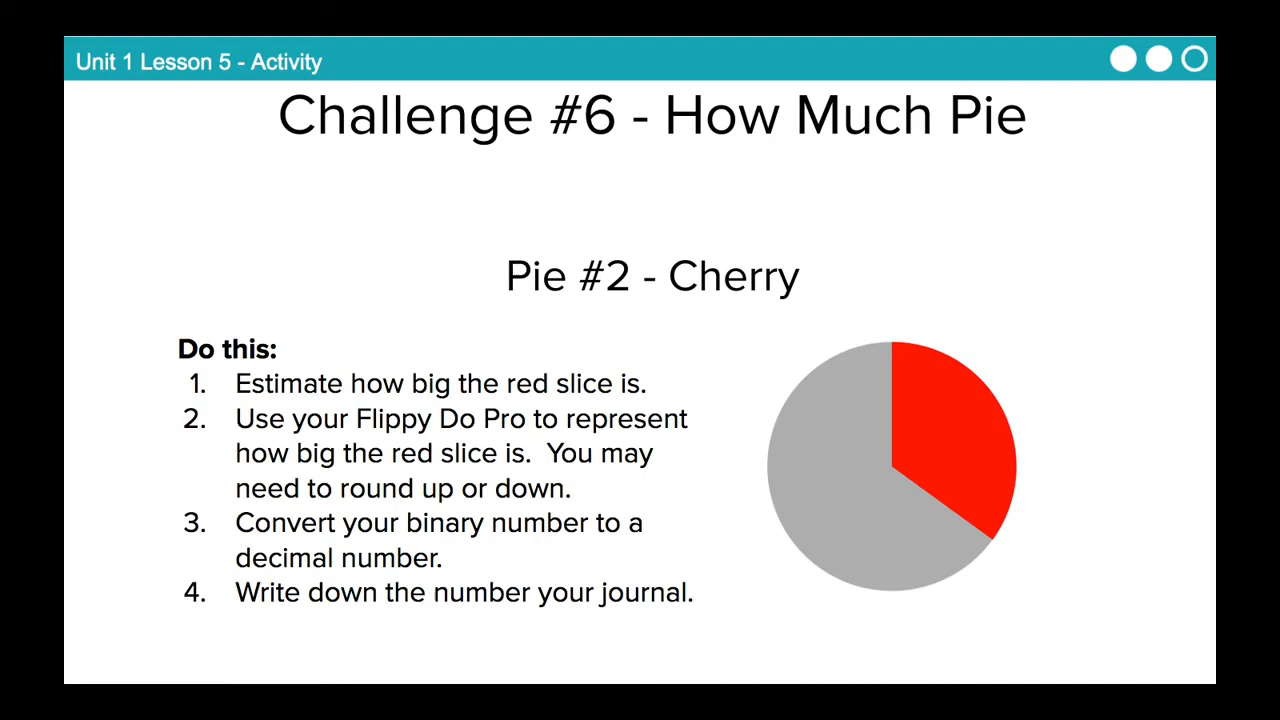 Unit 1 Lesson 5 - Activity
Challenge #6 - How Much Pie
Pie #2 - Cherry
Do this:
1. Estimate how big the red slice is.
2. Use your Flippy Do Pro to represent
how big the red slice is.  You may
need to round up or down.
3. Convert your binary number to a
decimal number.
4. Write down the number your journal.